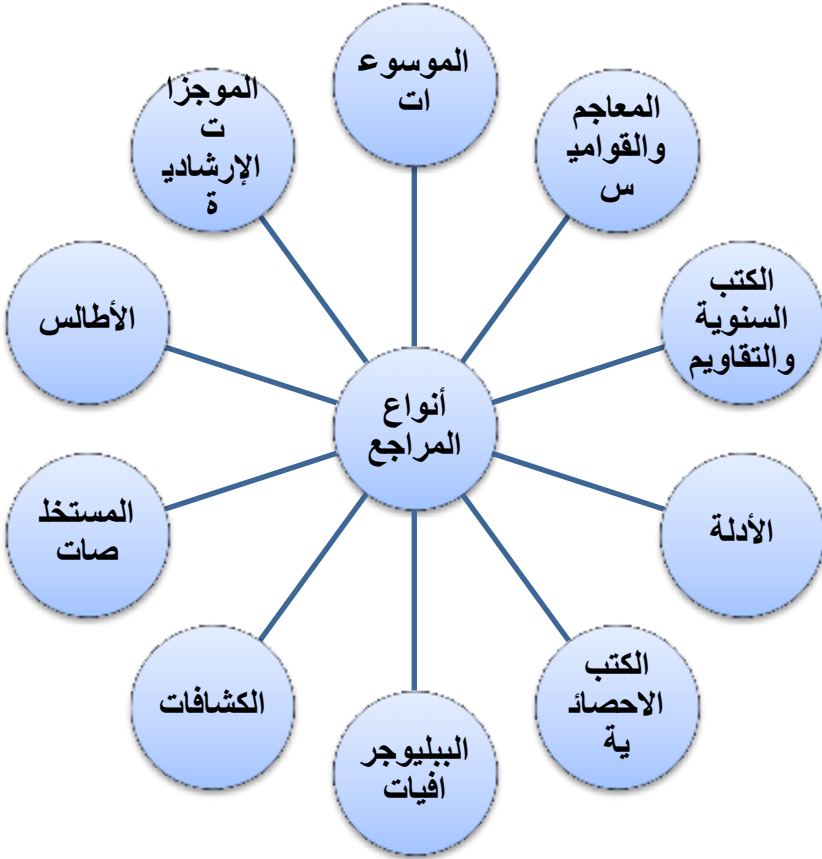 الموسوع
ات
المعاجم
والقوامي
س
الكتب
السنوية
والتقاويم
الأدلة
الكتب
الاحصائ
ية
الببليوجر
افيات
الكشافات
المستخل
صات
الأطالس
الموجزا
ت
الإرشادي
ة
أنواع
المراجع